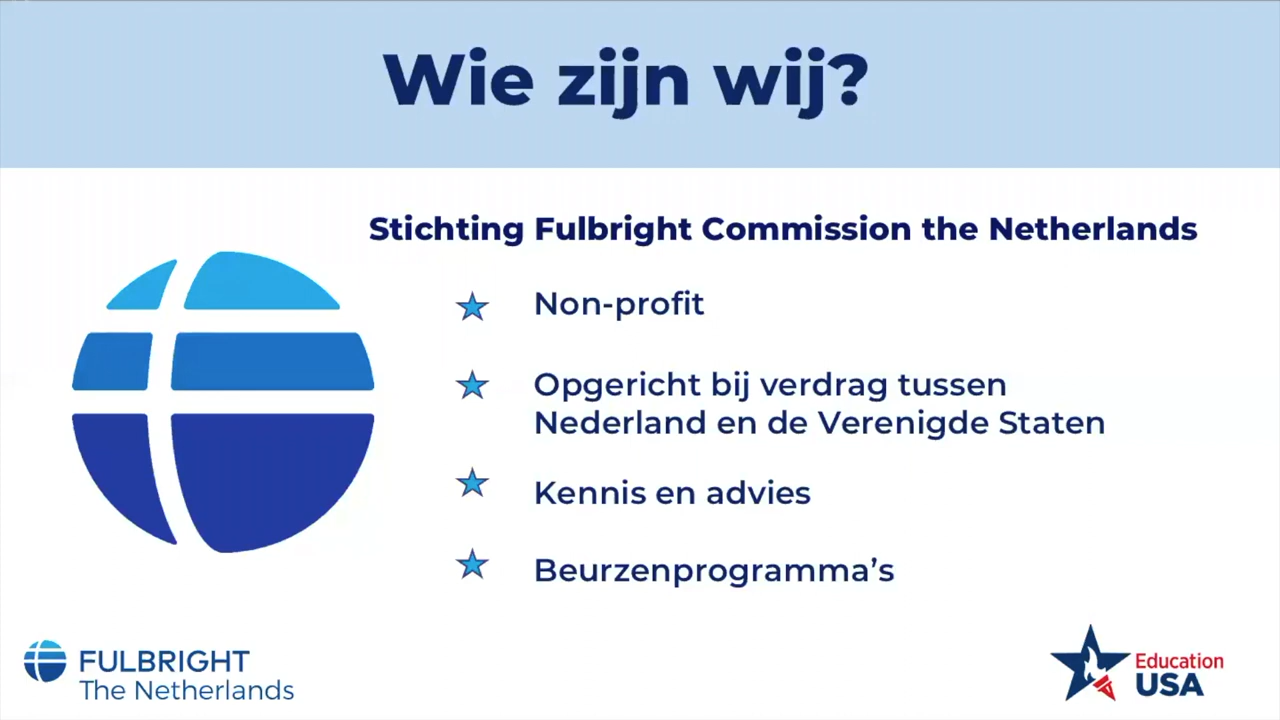 Wie zijn wij?
Stichting Fulbright Commission the Netherlands
Non-profit
Opgericht bij verdrag tussen
Nederland en de Verenigde Staten
Kennis en advies
Beurzenprogramma’s
FULBRIGHT
The Netherlands
Education
USA